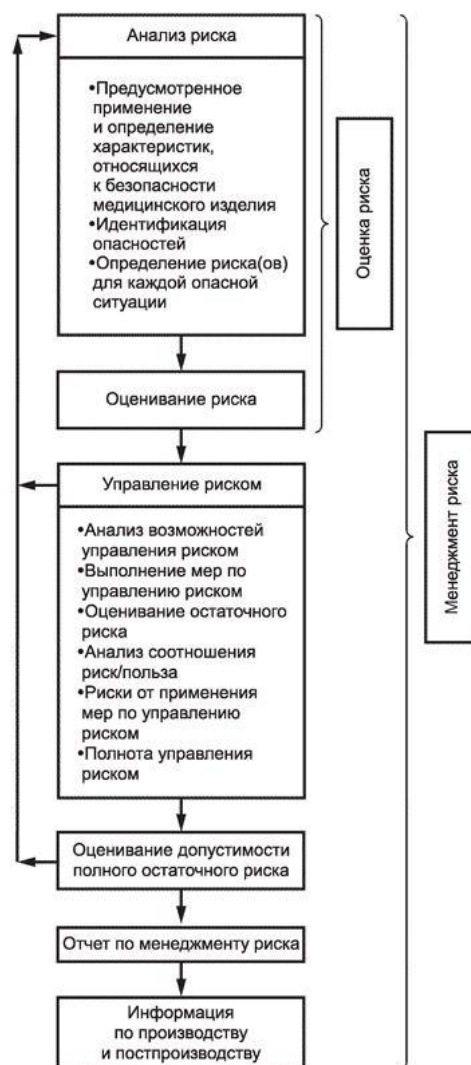 Анализ риска
•Предусмотренное
применение
и определение
характеристик,
относящихся
к безопасности
медицинского изделия
•Идентификация
опасностей
•Определение риска(ов)
для каждой опасной
ситуации
Оценивание риска
Оценка риска
Управление риском
•Анализ возможностей
управления риском
•Выполнение мер по
управлению риском
•Оценивание остаточного
риска
•Анализ соотношения
риск/польза
•Риски от применения
мер по управлению
риском
•Полнота управления
риском
Менеджмент риска
Оценивание допустимости
полного остаточного риска
Отчет по менеджменту риска
Информация
по производству
и постпроизводству